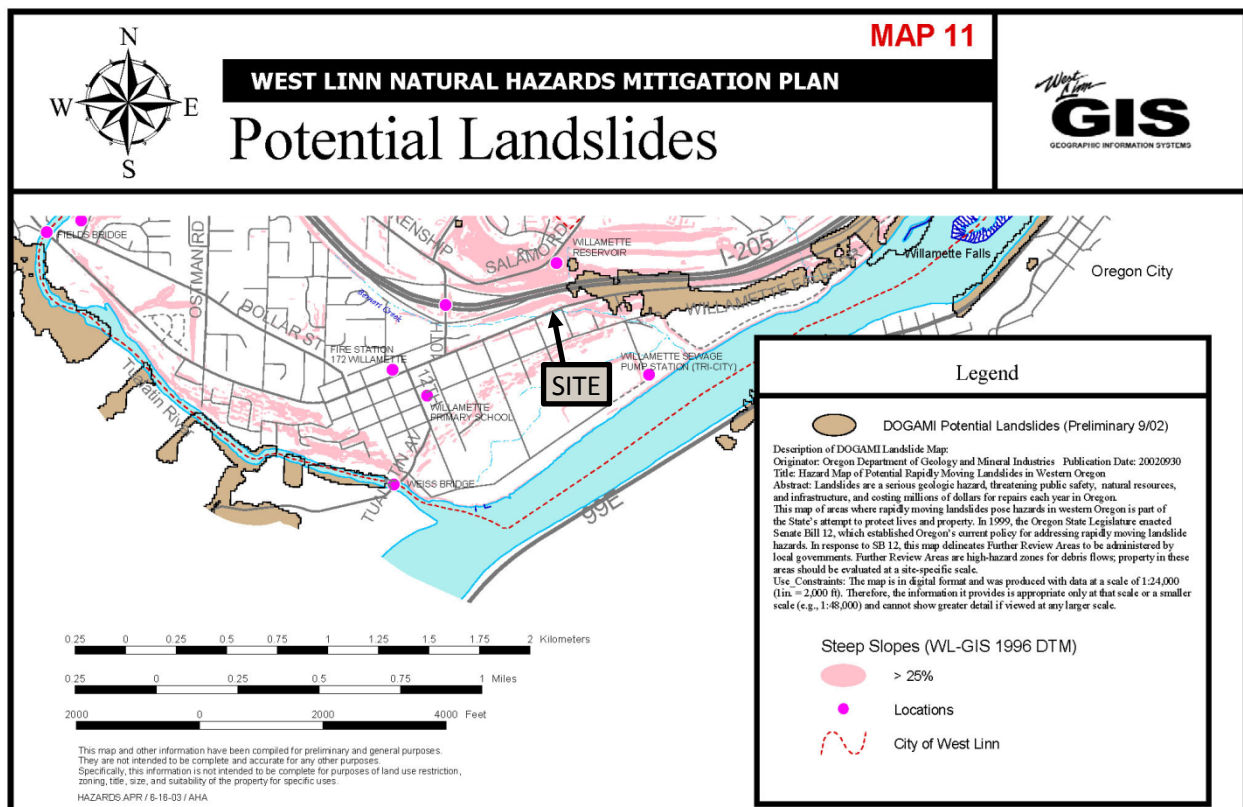 MAP 11
N
W
E
S
WEST LINN NATURAL HAZARDS MITIGATION PLAN
Potential Landslides
West Linn
GIS
GEOGRAPHIC INFORMATION SYSTEMS
FIELDS BRIDGE
OSTMAN RD
DOLLAR ST
SALAMO RD
WILLAMETTE
RESERVOIR
I-205
WILLAMETTE FALLS DR
Willamette Falls
Oregon City
10TH
12TH
FIRE STATION
172 WILLAMETTE
WILLAMETTE
PRIMARY SCHOOL
SITE
WILLAMETTE SEWAGE
PUMP STATION (TRI-CITY)
Tualatin River
TUALATIN AV
WEISS BRIDGE
99E
Legend
DOGAMI Potential Landslides (Preliminary 9/02)
Description of DOGAMI Landslide Map:
Originator: Oregon Department of Geology and Mineral Industries Publication Date: 20020930
Title: Hazard Map of Potential Rapidly Moving Landslides in Western Oregon
Abstract: Landslides are a serious geologic hazard, threatening public safety, natural resources,
and infrastructure, and costing millions of dollars for repairs each year in Oregon.
This map of areas where rapidly moving landslides pose hazards in western Oregon is part of
the State's attempt to protect lives and property. In 1999, the Oregon State Legislature enacted
Senate Bill 12, which established Oregon's current policy for addressing rapidly moving landslide
hazards. In response to SB 12, this map delineates Further Review Areas to be administered by
local governments. Further Review Areas are high-hazard zones for debris flows; property in these
areas should be evaluated at a site-specific scale.
Use_Constraints: The map is in digital format and was produced with data at a scale of 1:24,000
(1in. = 2,000 ft). Therefore, the information it provides is appropriate only at that scale or a smaller
scale (e.g., 1:48,000) and cannot show greater detail if viewed at any larger scale.
Steep Slopes (WL-GIS 1996 DTM)
> 25%
Locations
City of West Linn
0.25 0 0.25 0.5 0.75 1 1.25 1.5 1.75 2 Kilometers
0.25 0 0.25 0.5 0.75 1 Miles
2000 0 2000 4000 Feet
This map and other information have been compiled for preliminary and general purposes.
They are not intended to be complete and accurate for any other purposes.
Specifically, this information is not intended to be complete for purposes of land use restriction,
zoning, title, size, and suitability of the property for specific uses.
HAZARDS.APR / 6-16-03 / AHA